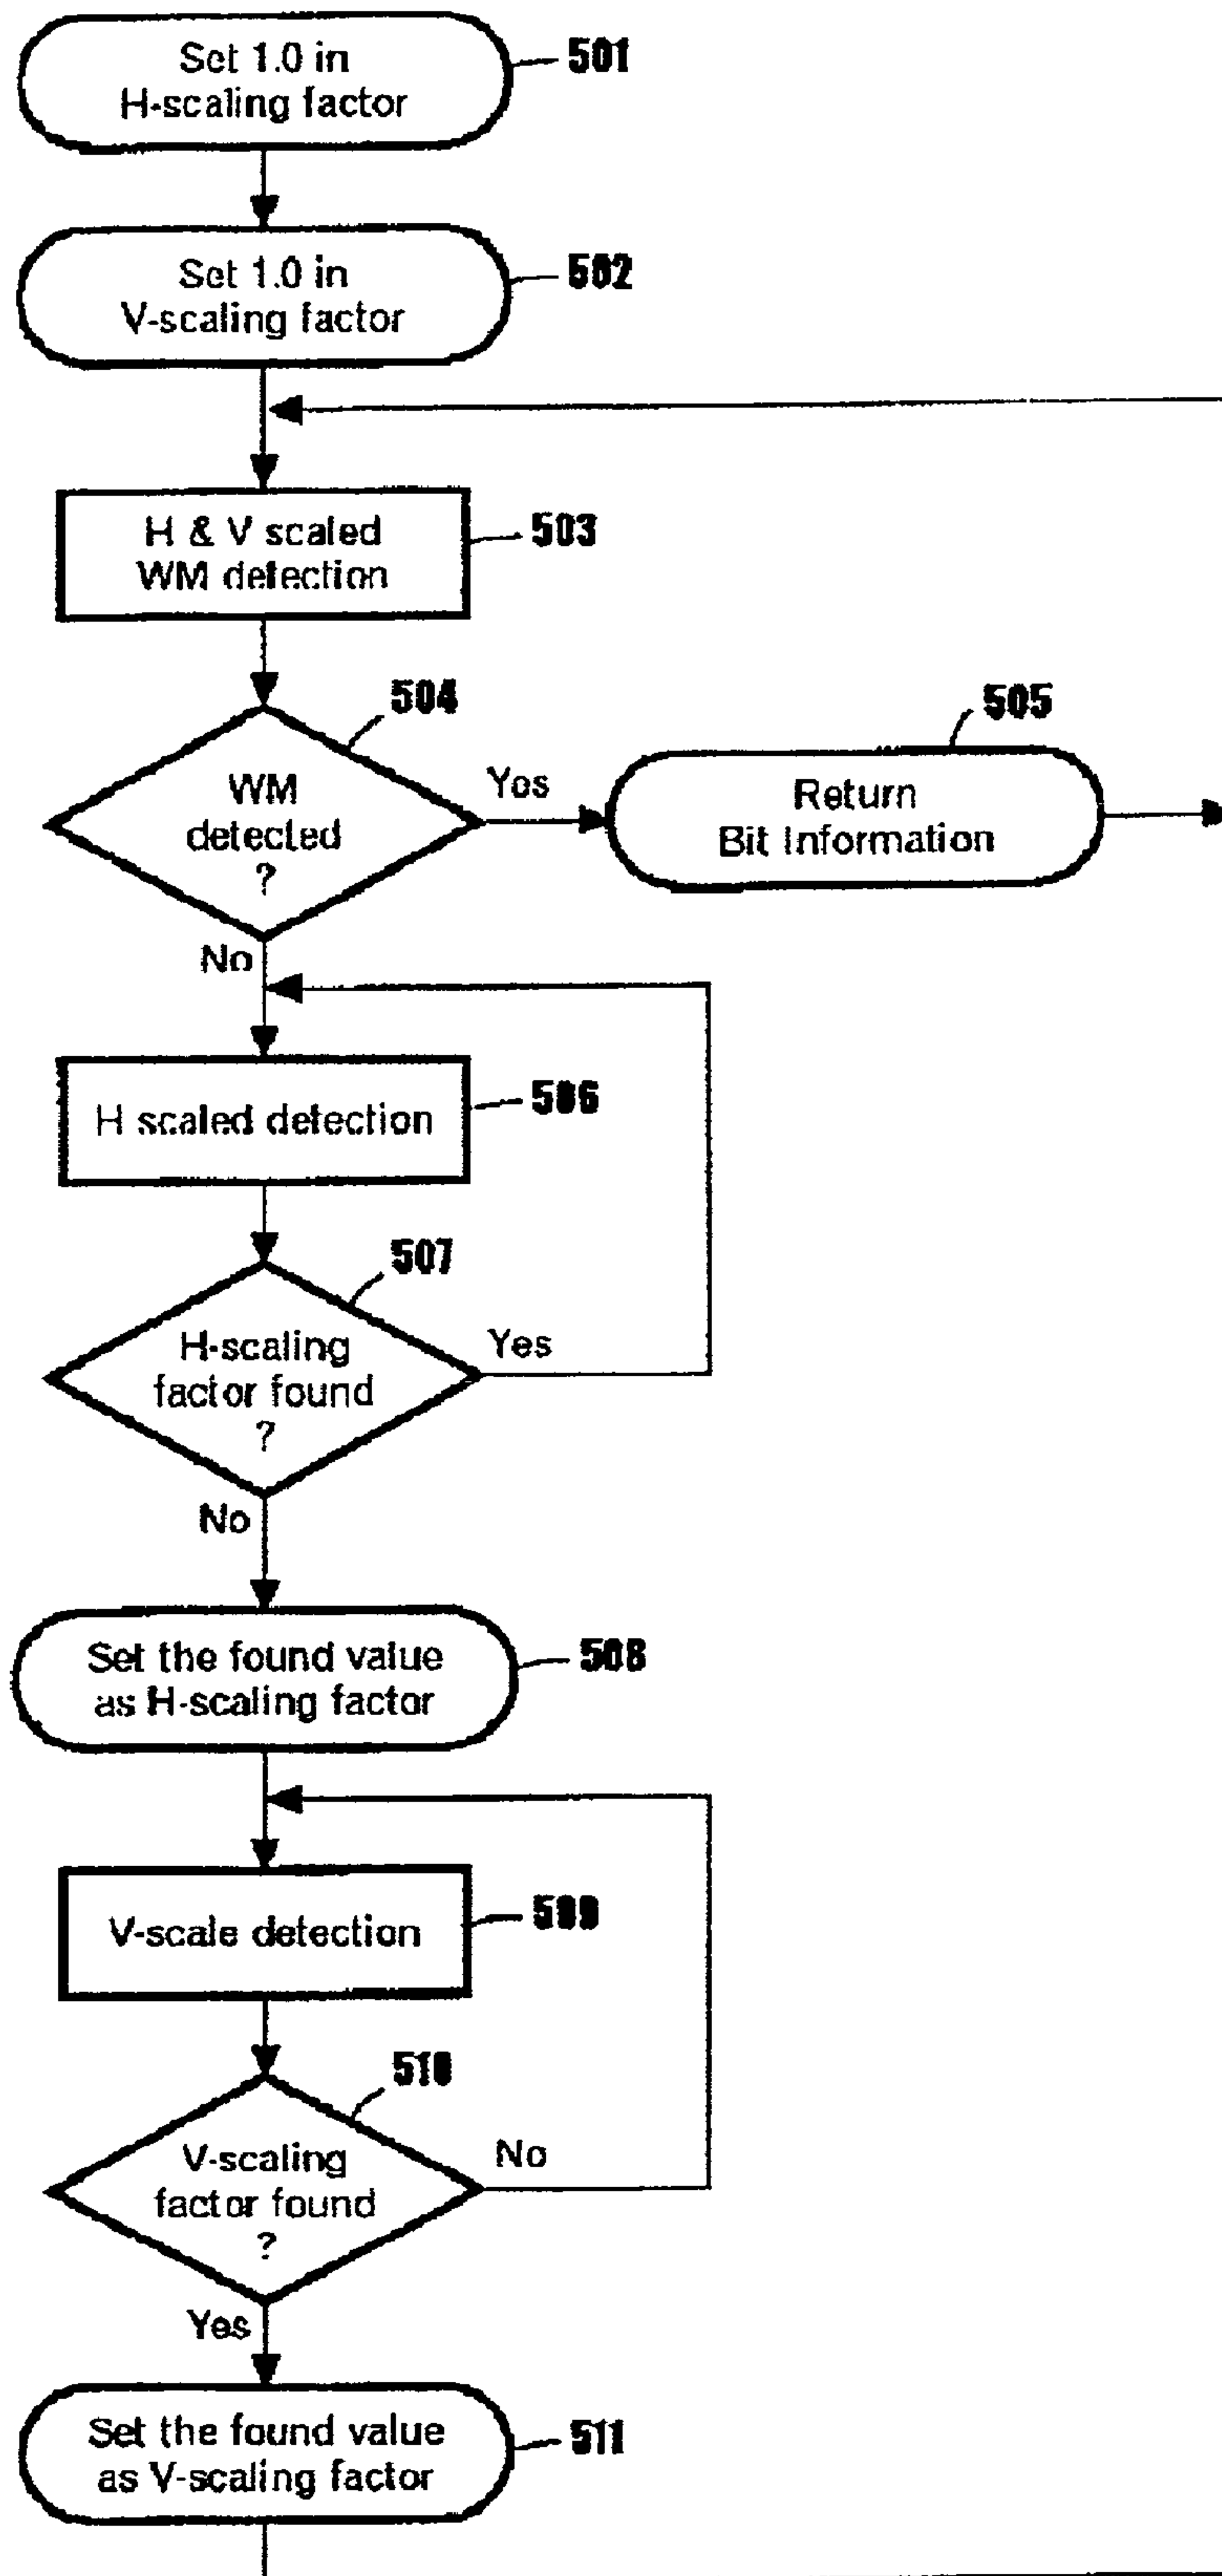 Set 1.0 in
H-scaling factor
501
Set 1.0 in
V-scaling factor
502
H & V scaled
WM detection
503
504
WM
detected
?
Yes
505
Return
Bit Information
No
H scaled detection
506
507
H-scaling
factor found
?
Yes
No
Set the found value
as H-scaling factor
508
V-scale detection
509
510
V-scaling
factor found
?
No
Yes
Set the found value
as V-scaling factor
511